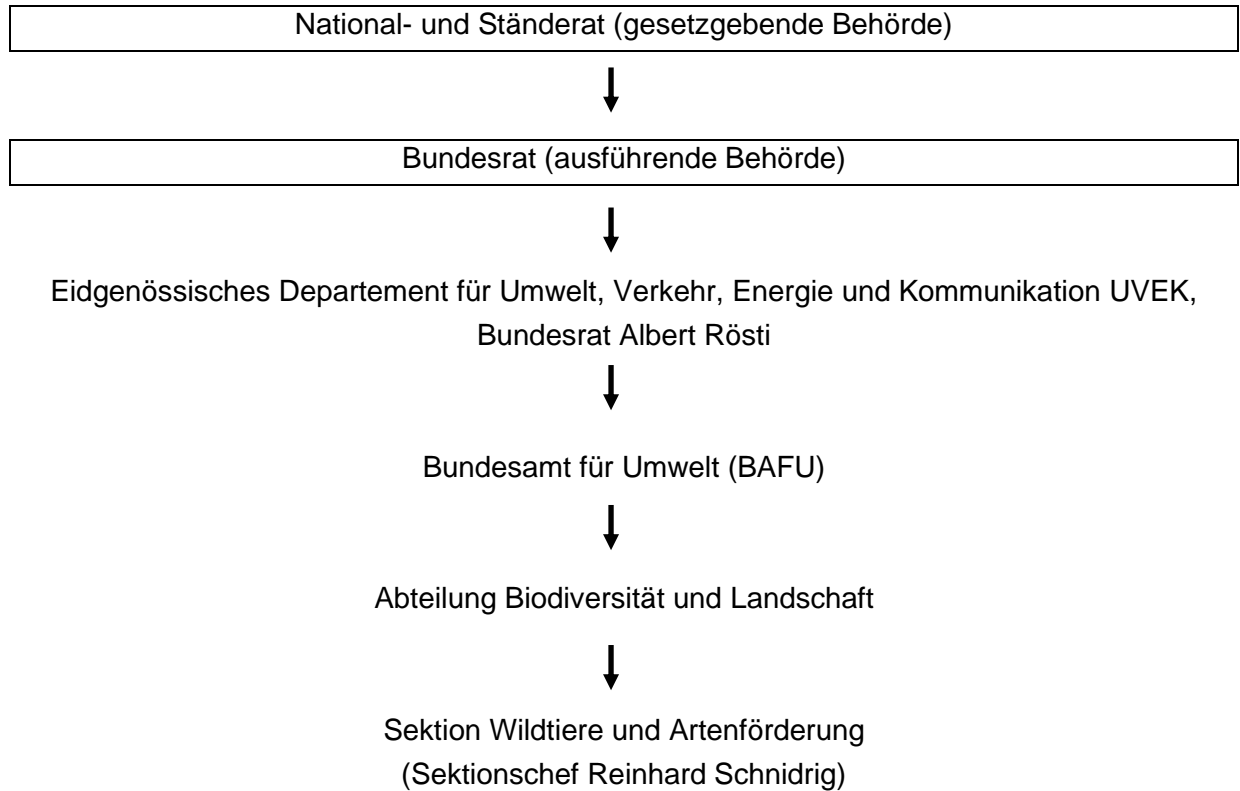 National- und Ständerat (gesetzgebende Behörde)
Bundesrat (ausführende Behörde)
Eidgenössisches Departement für Umwelt, Verkehr, Energie und Kommunikation UVEK,
Bundesrat Albert Rösti
Bundesamt für Umwelt (BAFU)
Abteilung Biodiversität und Landschaft
Sektion Wildtiere und Artenförderung
(Sektionschef Reinhard Schnidrig)